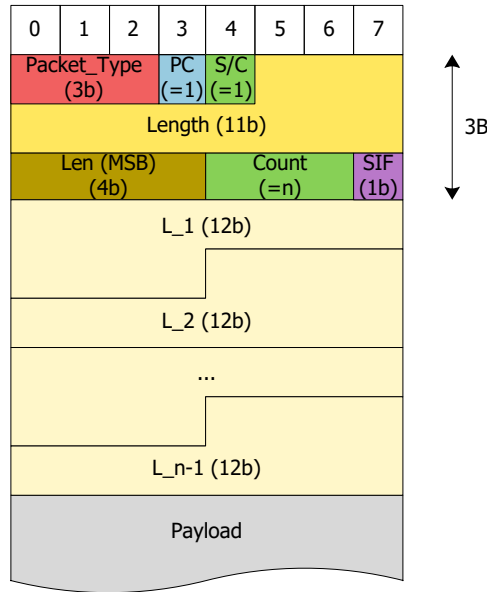 0 1 2 3 4 5 6 7
Packet_Type PC S/C
(3b) (=1) (=1)
3B
Length (11b)
Len (MSB) Count SIF
(4b) (=n) (1b)
L_1 (12b)
L_2 (12b)
...
L_n-1 (12b)
Payload